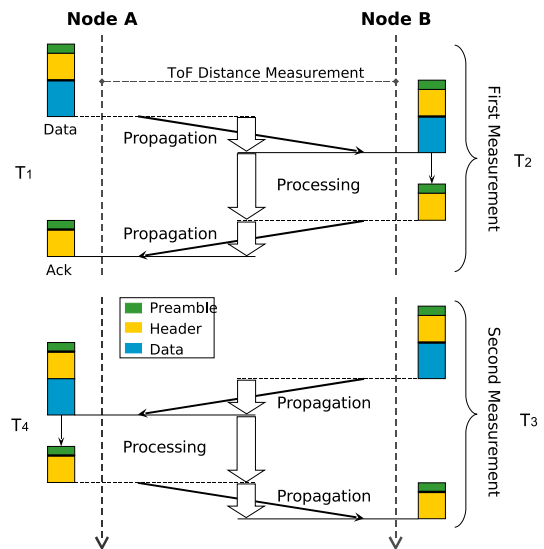 Node A
Node B
ToF Distance Measurement
Data
Propagation
First Measurement
T1
T2
Processing
Propagation
Ack
Preamble
Header
Data
Second Measurement
Propagation
T4
T3
Processing
Propagation